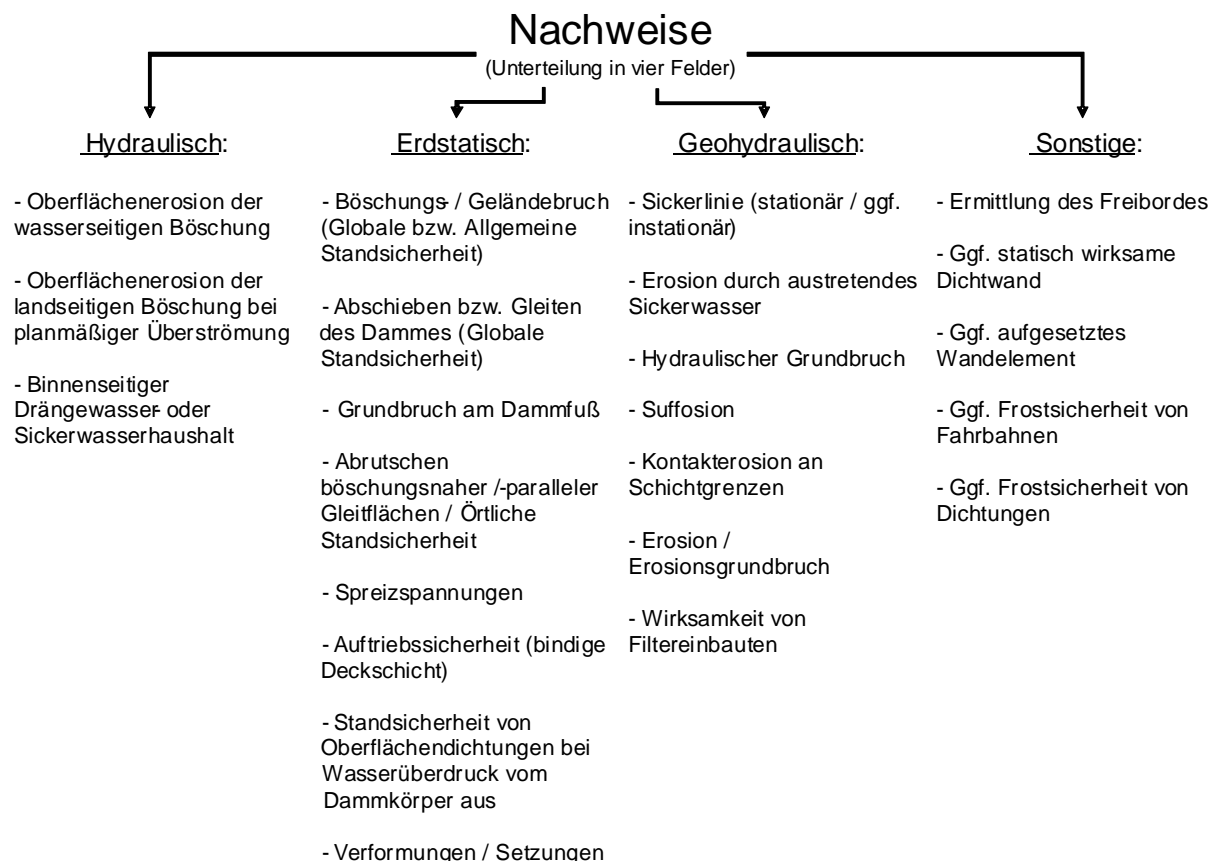 Nachweise
(Unterteilung in vier Felder)
Hydraulisch:
- Oberflächenerosion der
wasserseitigen Böschung
- Oberflächenerosion der
landseitigen Böschung bei
planmäßiger Überströmung
- Binnenseitiger
Drängewasser- oder
Sickerwasserhaushalt
Erdstatisch:
- Böschungs- / Geländebruch
(Globale bzw. Allgemeine
Standsicherheit)
- Abschieben bzw. Gleiten
des Dammes (Globale
Standsicherheit)
- Grundbruch am Dammfuß
- Abrutschen
böschungsnaher /-paralleler
Gleitflächen / Örtliche
Standsicherheit
- Spreizspannungen
- Auftriebssicherheit (bindige
Deckschicht)
- Standsicherheit von
Oberflächendichtungen bei
Wasserüberdruck vom
Dammkörper aus
- Verformungen / Setzungen
Geohydraulisch:
- Sickerlinie (stationär / ggf.
instationär)
- Erosion durch austretendes
Sickerwasser
- Hydraulischer Grundbruch
- Suffosion
- Kontakterosion an
Schichtgrenzen
- Erosion /
Erosionsgrundbruch
- Wirksamkeit von
Filtereinbauten
Sonstige:
- Ermittlung des Freibordes
- Ggf. statisch wirksame
Dichtwand
- Ggf. aufgesetztes
Wandelement
- Ggf. Frostsicherheit von
Fahrbahnen
- Ggf. Frostsicherheit von
Dichtungen